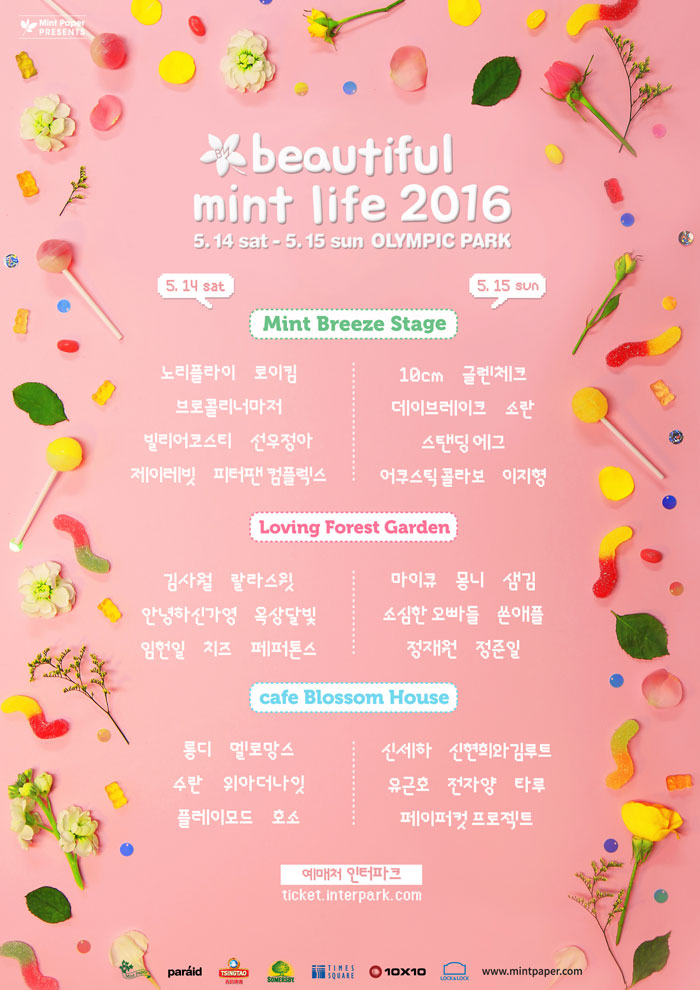 Mint Paper
PRESENTS
beautiful
mint life 2016
5. 14 sat - 5. 15 sun OLYMPIC PARK
5. 14 sat
5. 15 sun
Mint Breeze Stage
노리플라이 로이킴
브로콜리너마저
빌리어코스티 선우정아
제이레빗 피터팬 컴플렉스
10cm 글렌체크
데이브레이크 소란
스탠딩 에그
어쿠스틱 콜라보 이지형
Loving Forest Garden
김사월 랄라스윗
안녕하신가영 옥상달빛
임헌일 치즈 페퍼톤스
마이큐 몽니 샘김
소심한 오빠들 쏜애플
정재원 정준일
cafe Blossom House
롱디 멜로망스
수란 위아더나잇
플레이모드 호소
신세하 신현희와김루트
유근호 전자양 타루
페이퍼컷 프로젝트
예매처 인터파크
ticket.interpark.com
paraid
TSINGTAO
SOMERSBY
TIMES
SQUARE
10X10
LOCK&LOCK
www.mintpaper.com